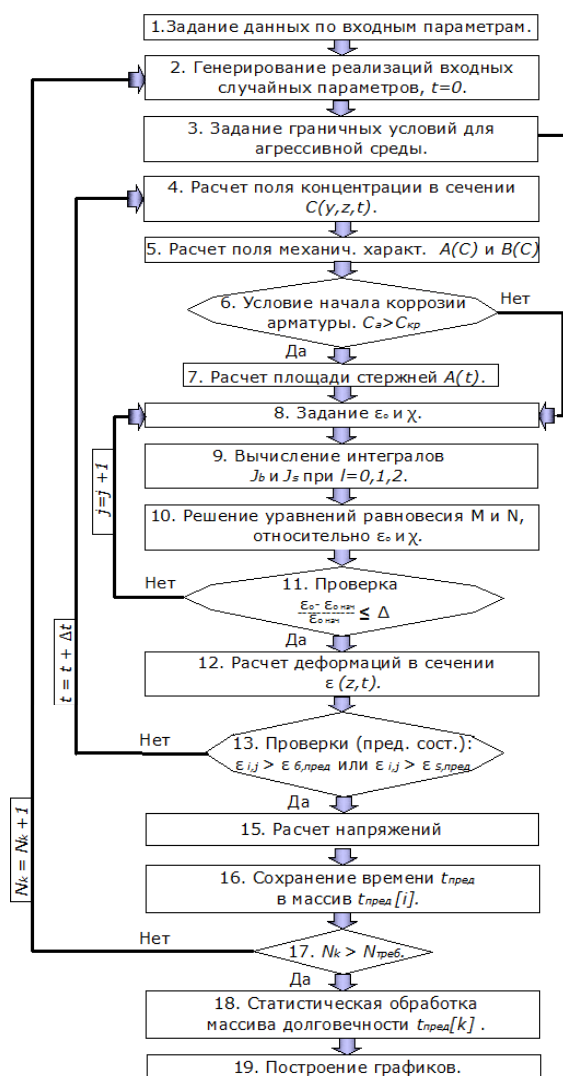 1.Задание данных по входным параметрам.
2. Генерирование реализаций входных
случайных параметров, t=0.
3. Задание граничных условий для
агрессивной среды.
4. Расчет поля концентрации в сечении
C(y,z,t).
5. Расчет поля механич. характ. A(C) и B(C)
6. Условие начала коррозии
арматуры. Cₐ>Cкр
Нет
Да
7. Расчет площади стержней A(t).
8. Задание εₒ и χ.
9. Вычисление интегралов
Jb и Js при l=0,1,2.
j=j +1
10. Решение уравнений равновесия M и N,
относительно εₒ и χ.
Нет
11. Проверка
εₒ- εₒ нач
εₒ нач
≤ Δ
Да
12. Расчет деформаций в сечении
ε (z,t).
t = t + Δt
Нет
13. Проверки (пред. сост.):
ε i,j > ε б,пред или ε i,j > ε s,пред
Да
15. Расчет напряжений
Nk = Nk + 1
16. Сохранение времени tпред
в массив tпред [i].
Нет
17. Nk > Nтреб.
Да
18. Статистическая обработка
массива долговечности tпред[k] .
19. Построение графиков.